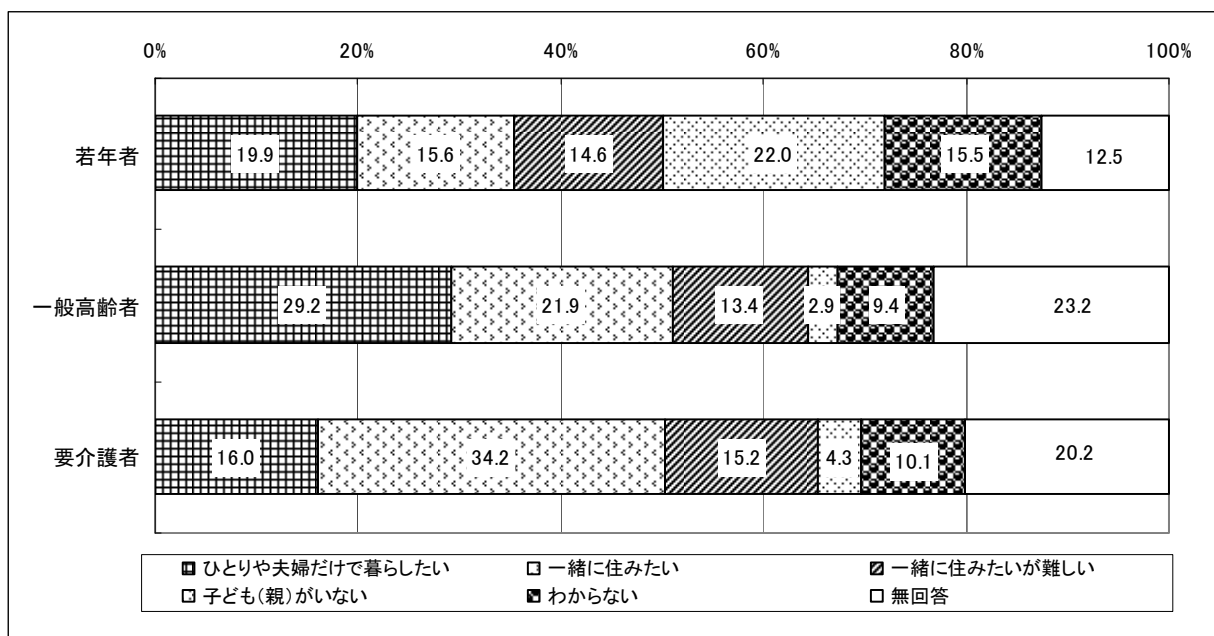 0% 20% 40% 60% 80% 100%
若年者 19.9 15.6 14.6 22.0 15.5 12.5
一般高齢者 29.2 21.9 13.4 2.9 9.4 23.2
要介護者 16.0 34.2 15.2 4.3 10.1 20.2
ひとりや夫婦だけで暮らしたい 一緒に住みたい 一緒に住みたいが難しい
子ども(親)がいない わからない 無回答